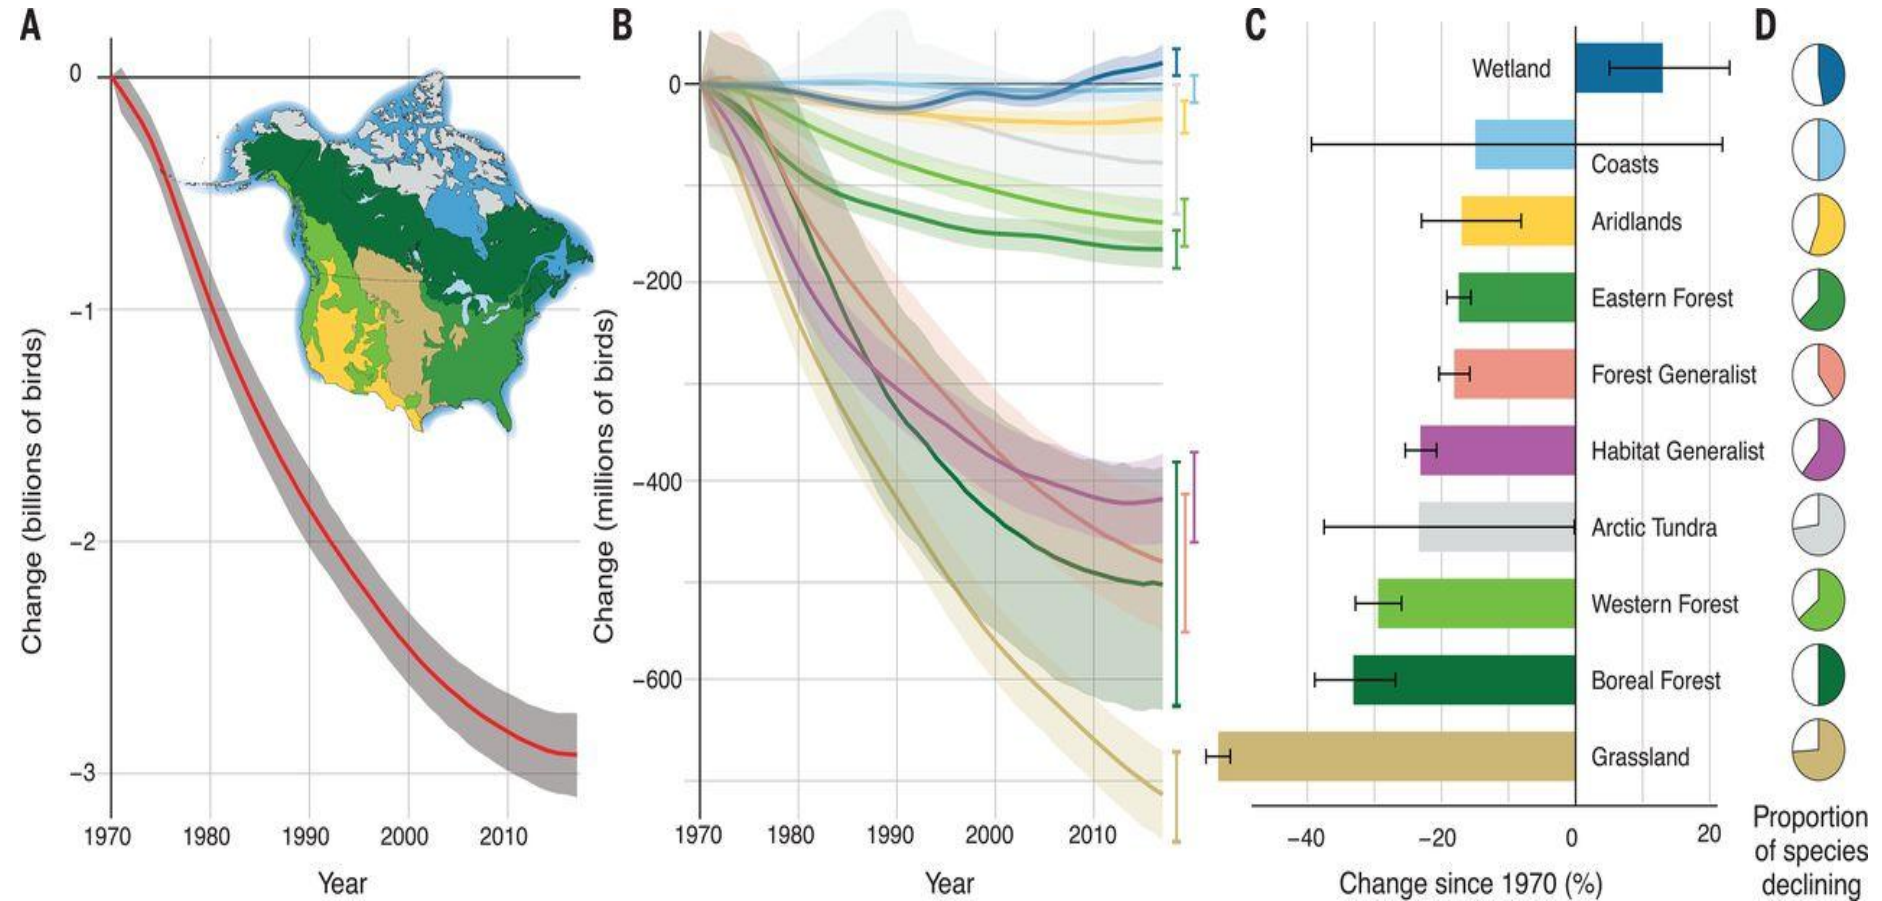 A
0
−1
−2
−3
1970 1980 1990 2000 2010
Year
Change (billions of birds)
B
0
−200
−400
−600
1970 1980 1990 2000 2010
Year
Change (millions of birds)
C
Wetland
Coasts
Aridlands
Eastern Forest
Forest Generalist
Habitat Generalist
Arctic Tundra
Western Forest
Boreal Forest
Grassland
−40 −20 0 20
Change since 1970 (%)
D
Proportion
of species
declining